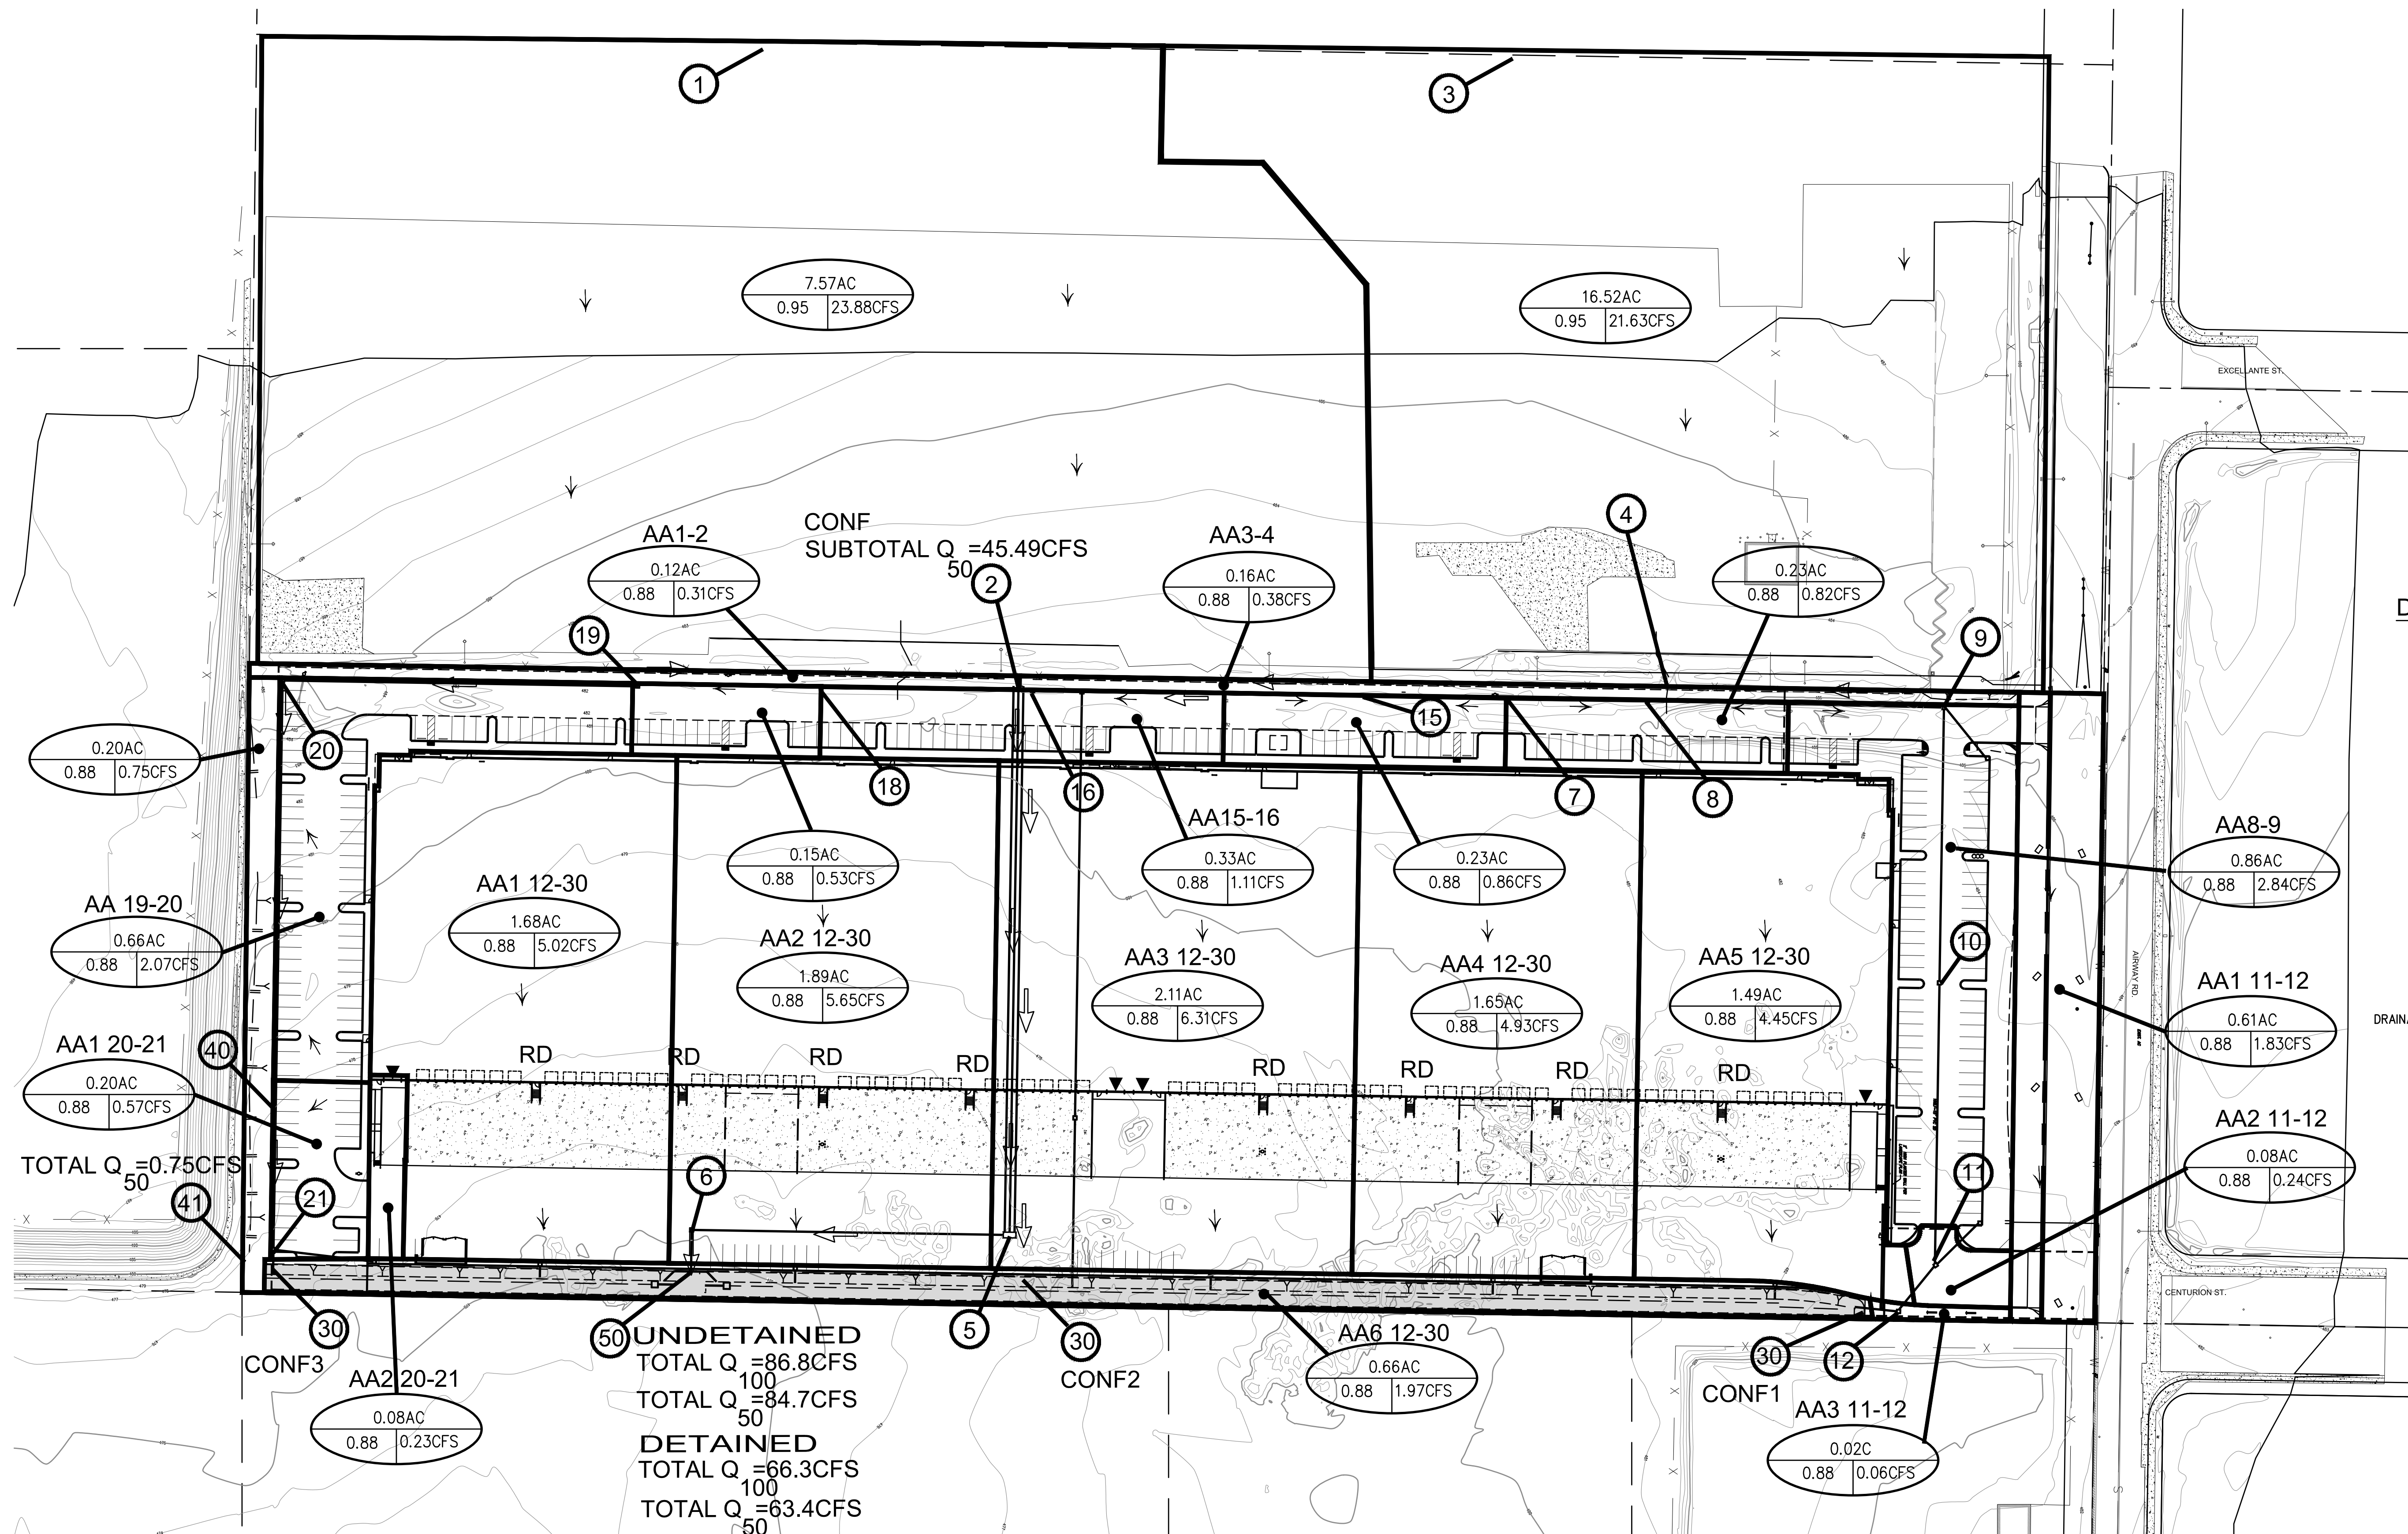 1
3
7.57AC
0.95 23.88CFS
16.52AC
0.95 21.63CFS
EXCELLANTE ST.
CONF
SUBTOTAL Q50=45.49CFS
2
4
AA1-2
0.12AC
0.88 0.31CFS
AA3-4
0.16AC
0.88 0.38CFS
0.23AC
0.88 0.82CFS
D
19
9
20
18
16
15
7
8
0.20AC
0.88 0.75CFS
0.15AC
0.88 0.53CFS
AA15-16
0.33AC
0.88 1.11CFS
0.23AC
0.88 0.86CFS
AA8-9
0.86AC
0.88 2.84CFS
AA 19-20
0.66AC
0.88 2.07CFS
AA1 12-30
1.68AC
0.88 5.02CFS
AA2 12-30
1.89AC
0.88 5.65CFS
AA3 12-30
2.11AC
0.88 6.31CFS
AA4 12-30
1.65AC
0.88 4.93CFS
AA5 12-30
1.49AC
0.88 4.45CFS
10
AIRWAY RD.
AA1 11-12
0.61AC
0.88 1.83CFS
DRAIN
40
AA1 20-21
0.20AC
0.88 0.57CFS
RD RD RD RD RD RD RD RD
AA2 11-12
0.08AC
0.88 0.24CFS
TOTAL Q50=0.75CFS
41
21
6
11
CENTURION ST.
30
CONF3
50
UNDETAINED
TOTAL Q100=86.8CFS
TOTAL Q50=84.7CFS
DETAINED
TOTAL Q100=66.3CFS
TOTAL Q50=63.4CFS
5
30
CONF2
AA6 12-30
0.66AC
0.88 1.97CFS
30
CONF1
12
AA2 20-21
0.08AC
0.88 0.23CFS
AA3 11-12
0.02C
0.88 0.06CFS
S